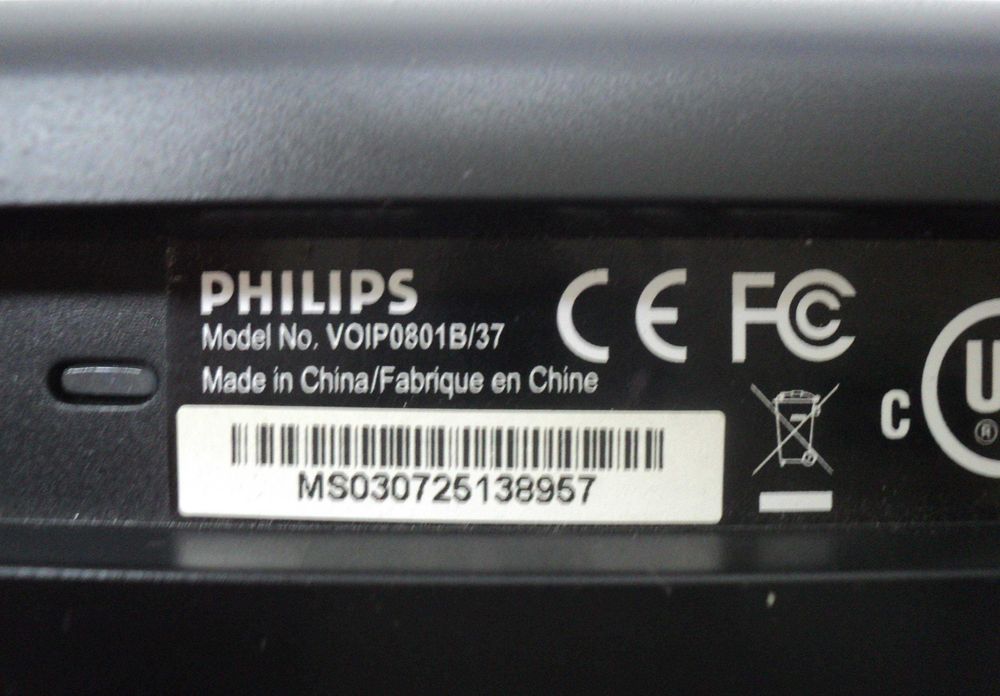 PHILIPS
Model No. VOIP0801B/37
Made in China/Fabrique en Chine
MS030725138957
CE FC
C U
®